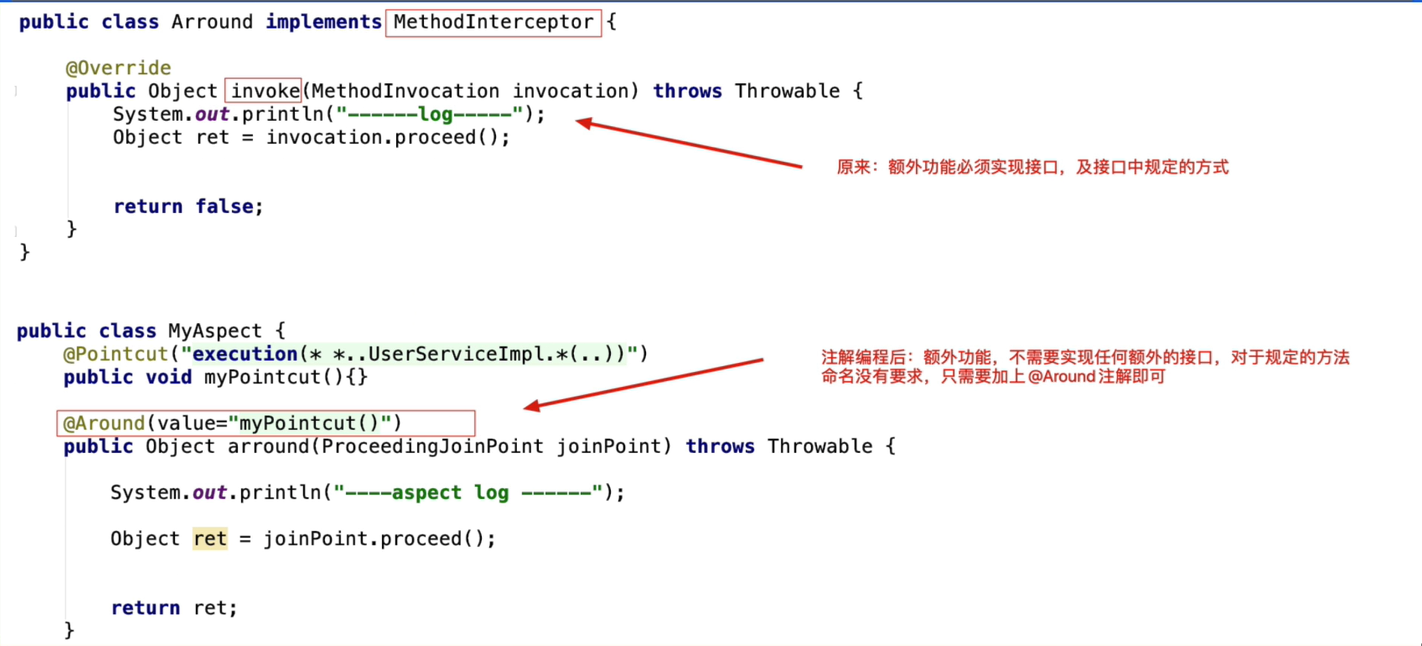 public class Arround implements MethodInterceptor {
@Override
public Object invoke(MethodInvocation invocation) throws Throwable {
System.out.println("------log-----");
Object ret = invocation.proceed();
原来：额外功能必须实现接口，及接口中规定的方式
return false;
}
}
public class MyAspect {
@Pointcut("execution(* *..UserServiceImpl.*(..))")
public void myPointcut(){}
注解编程后：额外功能，不需要实现任何额外的接口，对于规定的方法
命名没有要求，只需要加上@Around注解即可
@Around(value="myPointcut()")
public Object arround(ProceedingJoinPoint joinPoint) throws Throwable {
System.out.println("----aspect log ------");
Object ret = joinPoint.proceed();
return ret;
}